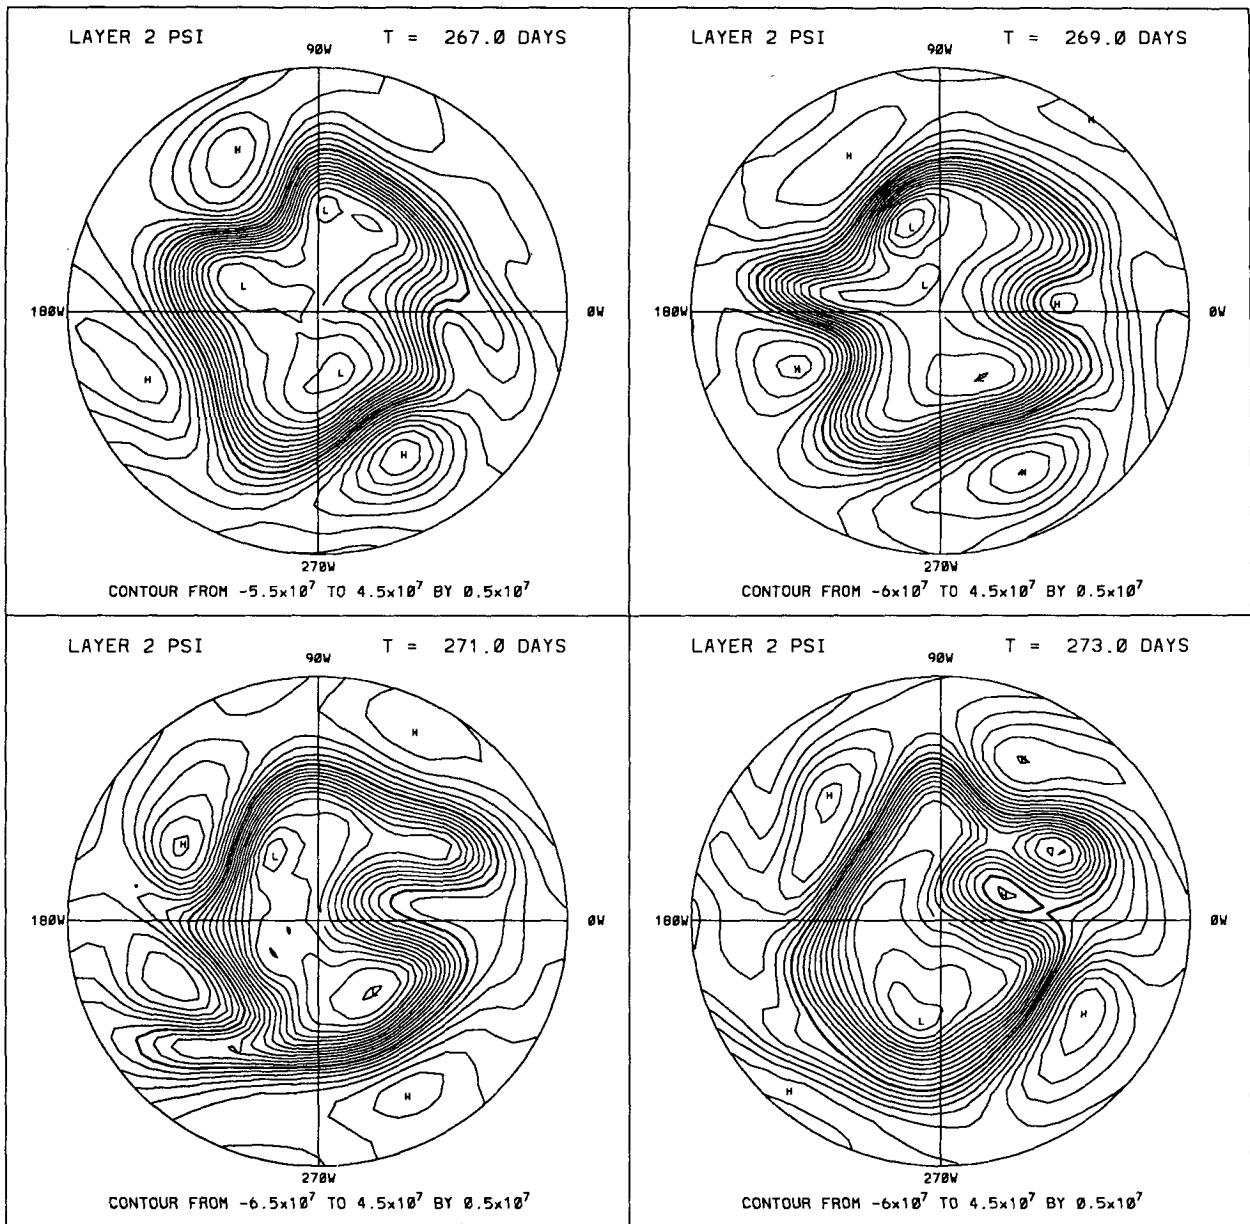 LAYER 2 PSI T = 267.0 DAYS
90W
H
L
L
180W 0W
H
L
H
270W
CONTOUR FROM -5.5x10⁷ TO 4.5x10⁷ BY 0.5x10⁷
LAYER 2 PSI T = 269.0 DAYS
90W
H
H
L
L
180W H 0W
H
270W
CONTOUR FROM -6x10⁷ TO 4.5x10⁷ BY 0.5x10⁷
LAYER 2 PSI T = 271.0 DAYS
90W
H
H
L
180W 0W
H
270W
CONTOUR FROM -6.5x10⁷ TO 4.5x10⁷ BY 0.5x10⁷
LAYER 2 PSI T = 273.0 DAYS
90W
H
180W 0W
H
L
H
270W
CONTOUR FROM -6x10⁷ TO 4.5x10⁷ BY 0.5x10⁷